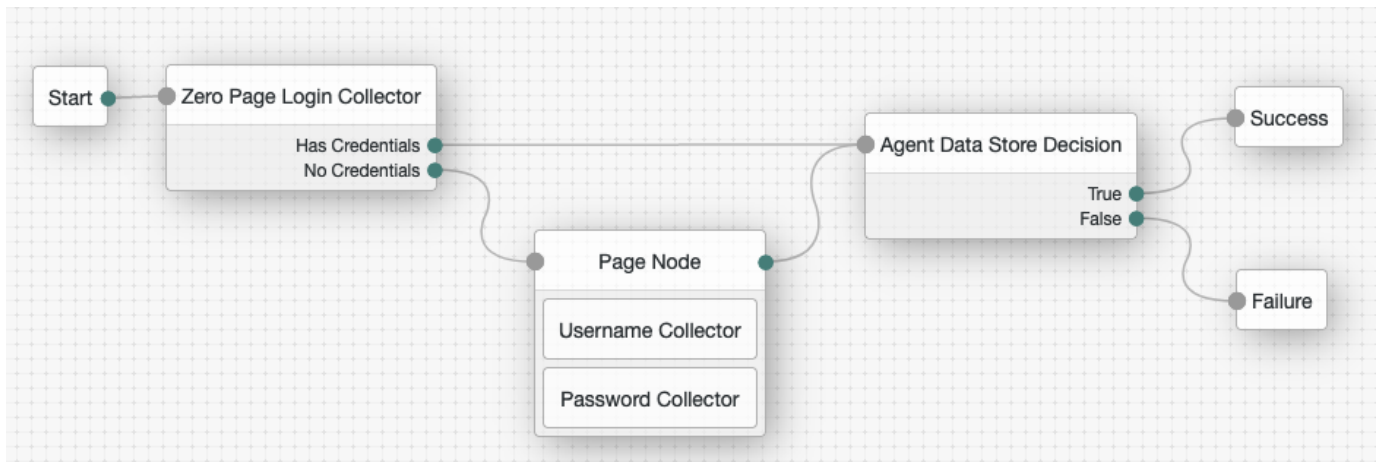 Start
Zero Page Login Collector
Has Credentials
No Credentials
Page Node
Username Collector
Password Collector
Agent Data Store Decision
True
False
Success
Failure